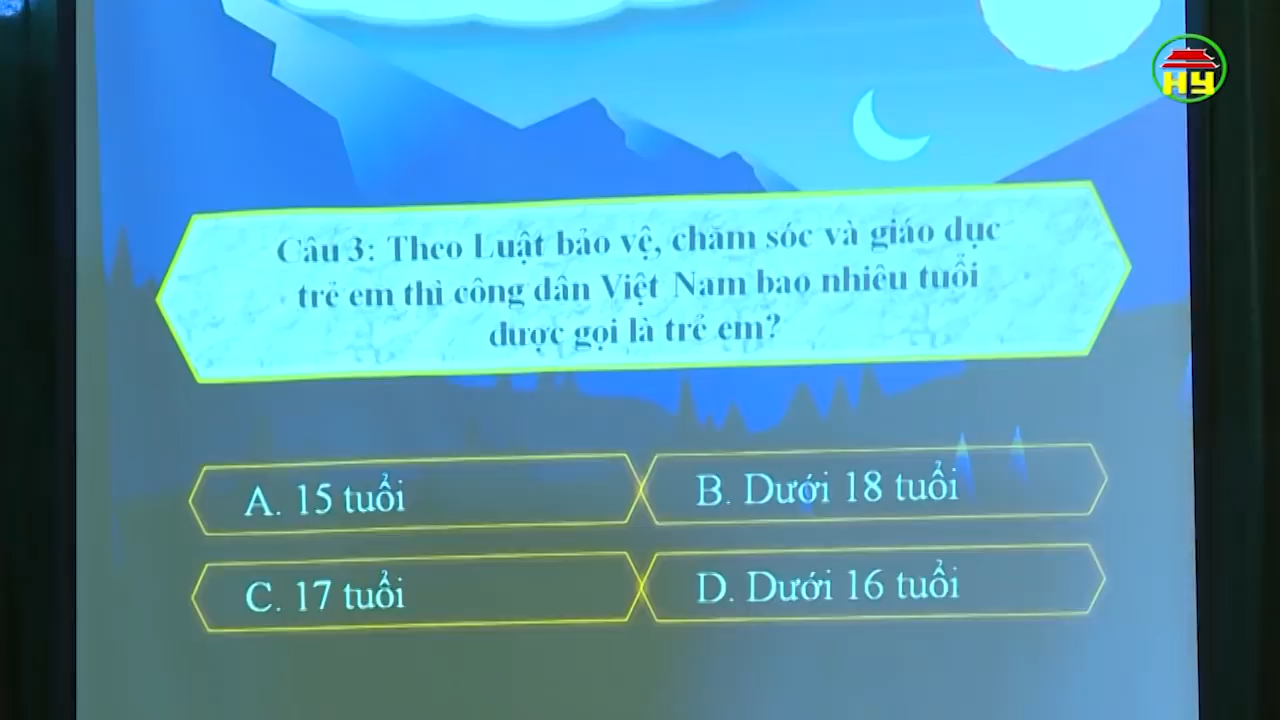 HY
Câu 3: Theo Luật bảo vệ, chăm sóc và giáo dục
trẻ em thì công dân Việt Nam bao nhiêu tuổi
được gọi là trẻ em?
A. 15 tuổi
B. Dưới 18 tuổi
C. 17 tuổi
D. Dưới 16 tuổi